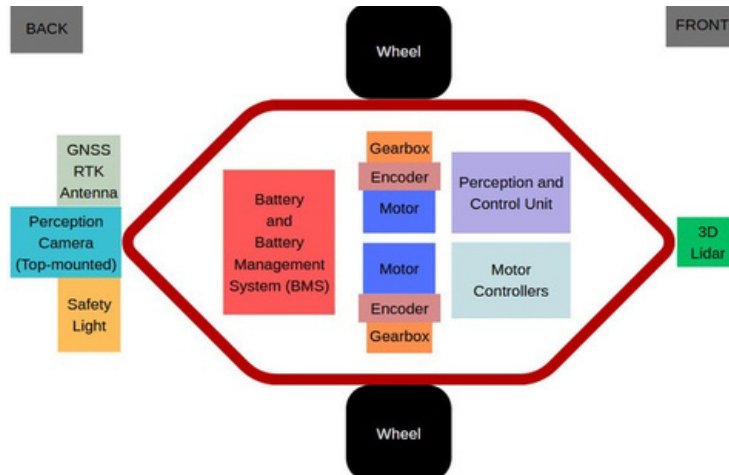 BACK
FRONT
Wheel
GNSS
RTK
Antenna
Perception
Camera
(Top-mounted)
Safety
Light
Battery
and
Battery
Management
System (BMS)
Gearbox
Encoder
Motor
Motor
Encoder
Gearbox
Perception and
Control Unit
Motor
Controllers
3D
Lidar
Wheel